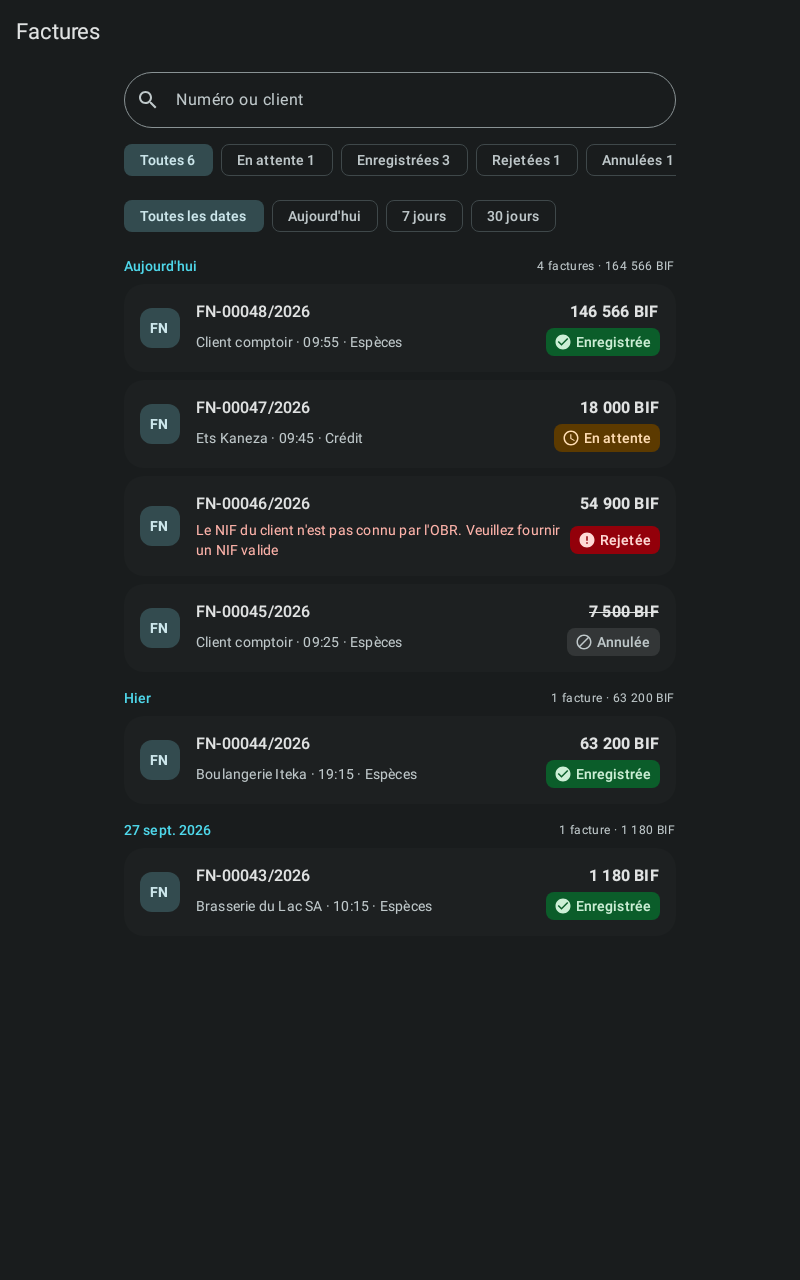 Factures
Numéro ou client
Toutes 6
En attente 1
Enregistrées 3
Rejetées 1
Annulées 1
Toutes les dates
Aujourd'hui
7 jours
30 jours
Aujourd'hui
4 factures · 164 566 BIF
FN
FN-00048/2026
146 566 BIF
Client comptoir · 09:55 · Espèces
Enregistrée
FN
FN-00047/2026
18 000 BIF
Ets Kaneza · 09:45 · Crédit
En attente
FN
FN-00046/2026
54 900 BIF
Le NIF du client n'est pas connu par l'OBR. Veuillez fournir
un NIF valide
Rejetée
FN
FN-00045/2026
7 500 BIF
Client comptoir · 09:25 · Espèces
Annulée
Hier
1 facture · 63 200 BIF
FN
FN-00044/2026
63 200 BIF
Boulangerie Iteka · 19:15 · Espèces
Enregistrée
27 sept. 2026
1 facture · 1 180 BIF
FN
FN-00043/2026
1 180 BIF
Brasserie du Lac SA · 10:15 · Espèces
Enregistrée